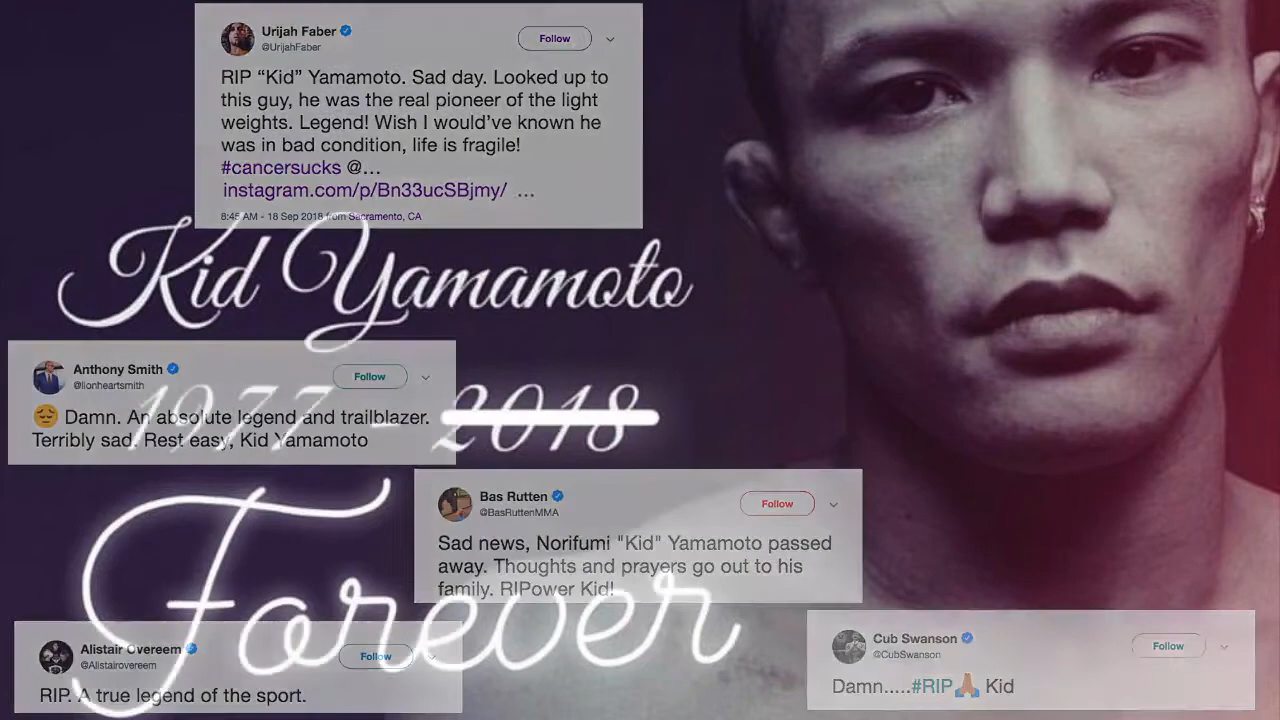 Urijah Faber
@UrijahFaber
Follow
RIP “Kid” Yamamoto. Sad day. Looked up to
this guy, he was the real pioneer of the light
weights. Legend! Wish I would’ve known he
was in bad condition, life is fragile!
#cancersucks @…
instagram.com/p/Bn33ucSBjmy/ …
8:45 AM - 18 Sep 2018 from Sacramento, CA
Kid Yamamoto
Anthony Smith
@lionheartsmith
Follow
😔 Damn. An absolute legend and trailblazer.
Terribly sad. Rest easy, Kid Yamamoto
1977 - 2018
Bas Rutten
@BasRuttenMMA
Follow
Sad news, Norifumi "Kid" Yamamoto passed
away. Thoughts and prayers go out to his
family. RIPower Kid!
Forever
Alistair Overeem
@Alistairovereem
Follow
RIP. A true legend of the sport.
Cub Swanson
@CubSwanson
Follow
Damn.....#RIP🙏🏽 Kid